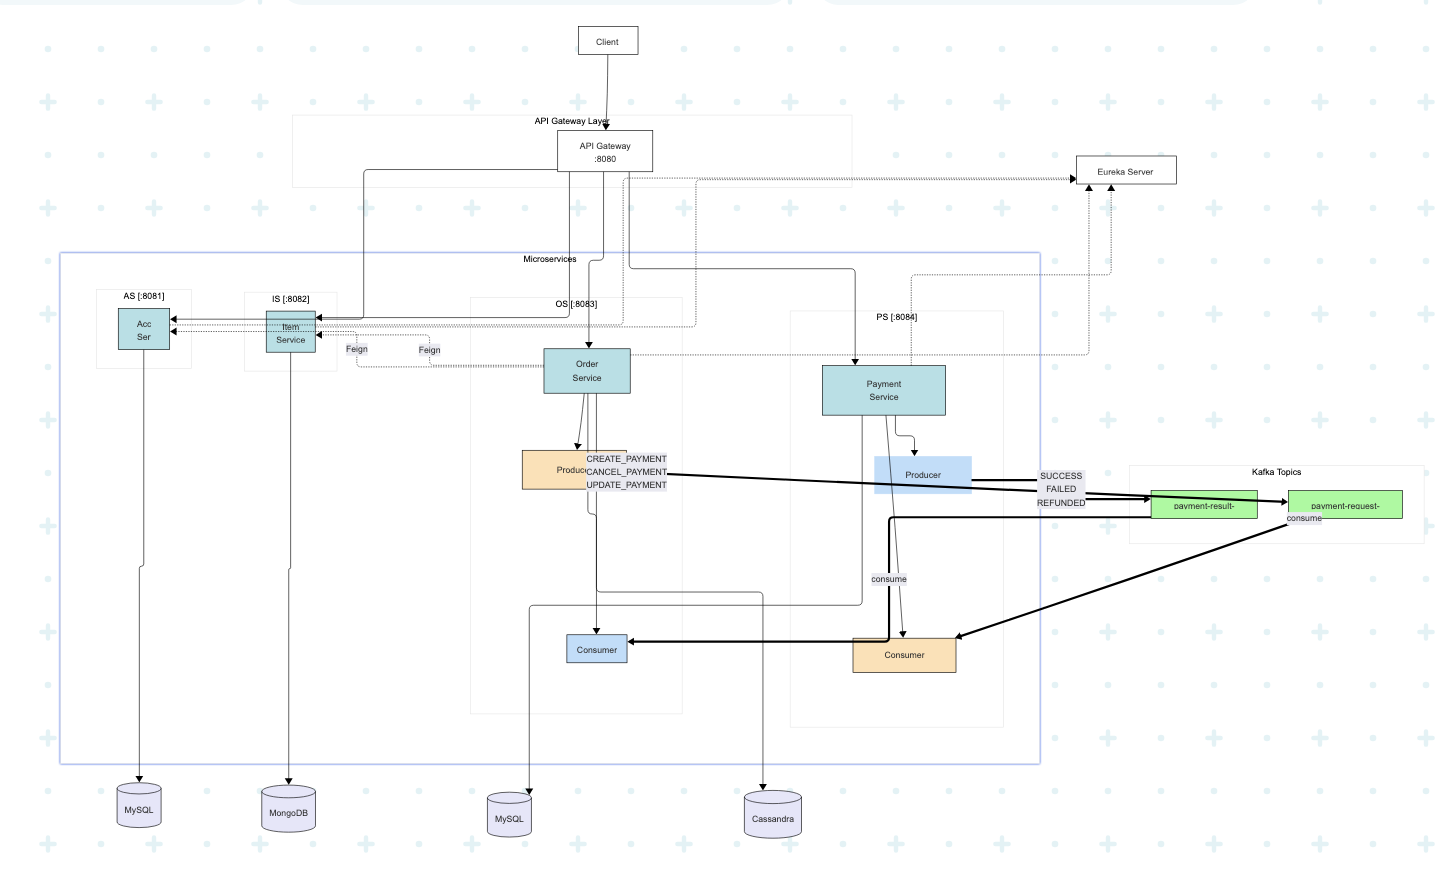 Client
API Gateway Layer
API Gateway
:8080
Eureka Server
Microservices
AS [:8081]
IS [:8082]
OS [:8083]
PS [:8084]
Acc
Ser
Item
Service
Feign
Feign
Order
Service
Payment
Service
CREATE_PAYMENT
CANCEL_PAYMENT
UPDATE_PAYMENT
Producer
SUCCESS
FAILED
REFUNDED
Kafka Topics
payment-result-
payment-request-
consume
consume
Consumer
Consumer
MySQL
MongoDB
MySQL
Cassandra